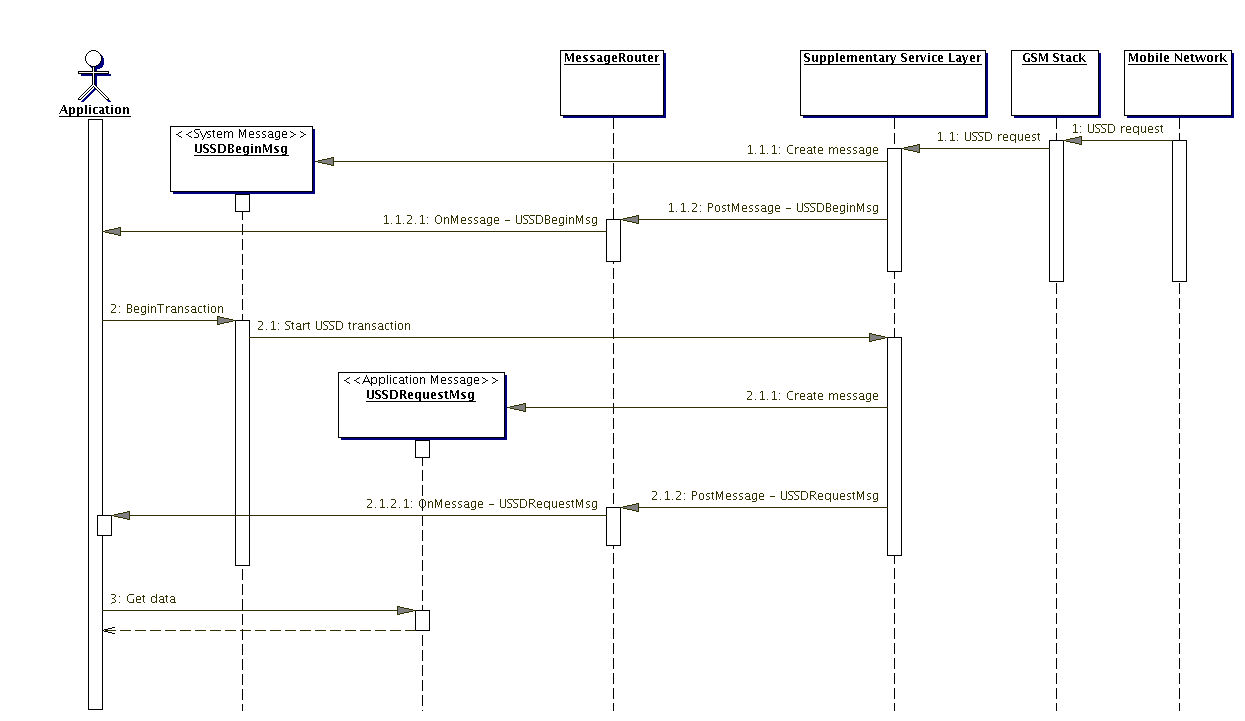 MessageRouter
Supplementary Service Layer
GSM Stack
Mobile Network
Application
<<System Message>>
USSDBeginMsg
1: USSD request
1.1: USSD request
1.1.1: Create message
1.1.2: PostMessage - USSDBeginMsg
1.1.2.1: OnMessage - USSDBeginMsg
2: BeginTransaction
2.1: Start USSD transaction
<<Application Message>>
USSDRequestMsg
2.1.1: Create message
2.1.2: PostMessage - USSDRequestMsg
2.1.2.1: OnMessage - USSDRequestMsg
3: Get data